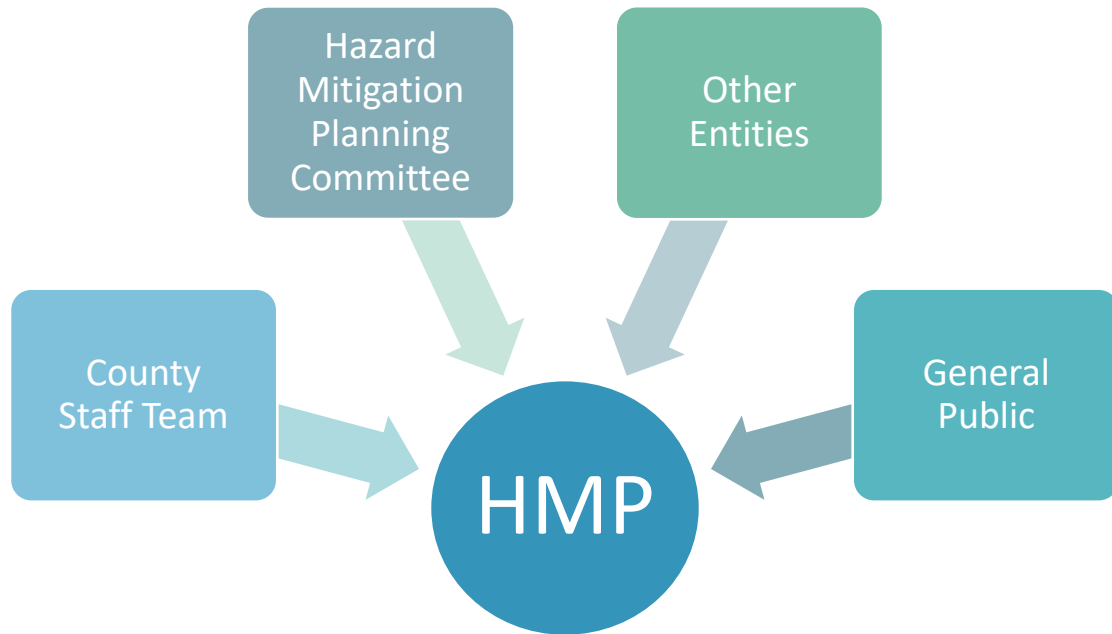 Hazard
Mitigation
Planning
Committee
Other
Entities
County
Staff Team
General
Public
HMP